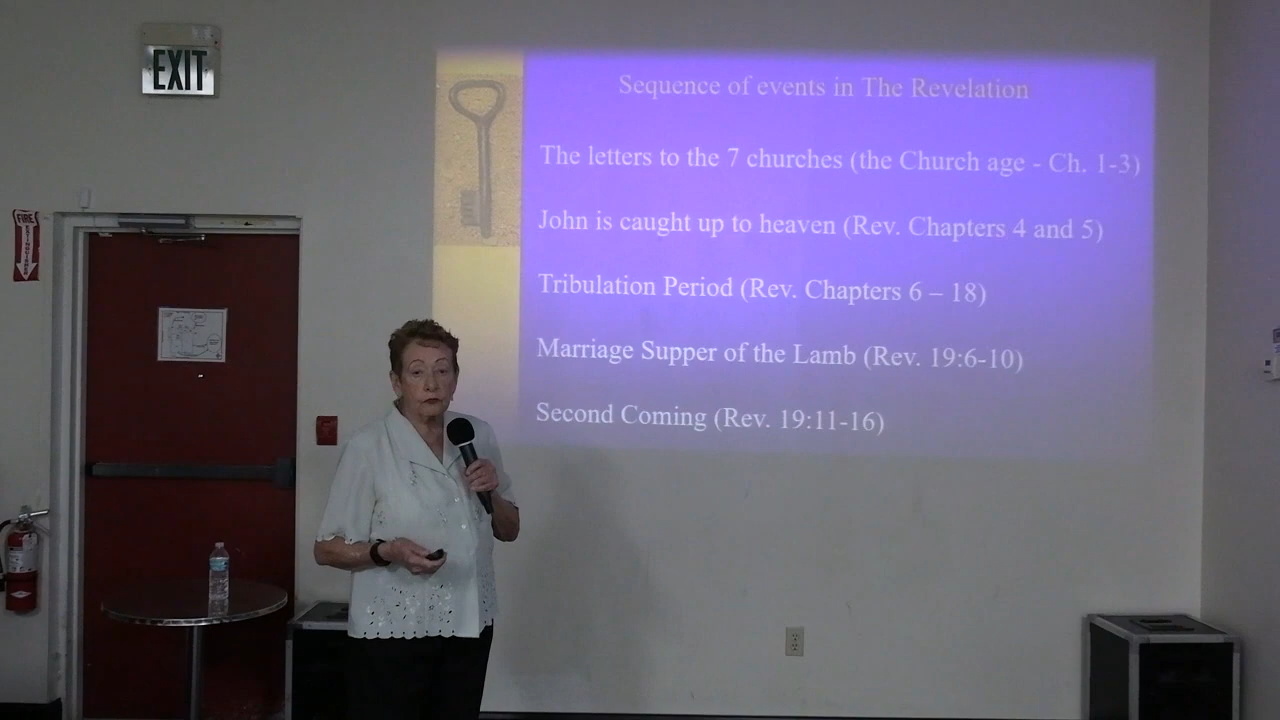 EXIT
Sequence of events in The Revelation
The letters to the 7 churches (the Church age - Ch. 1-3)
John is caught up to heaven (Rev. Chapters 4 and 5)
Tribulation Period (Rev. Chapters 6 – 18)
Marriage Supper of the Lamb (Rev. 19:6-10)
Second Coming (Rev. 19:11-16)
FIRE
EXTINGUISHER